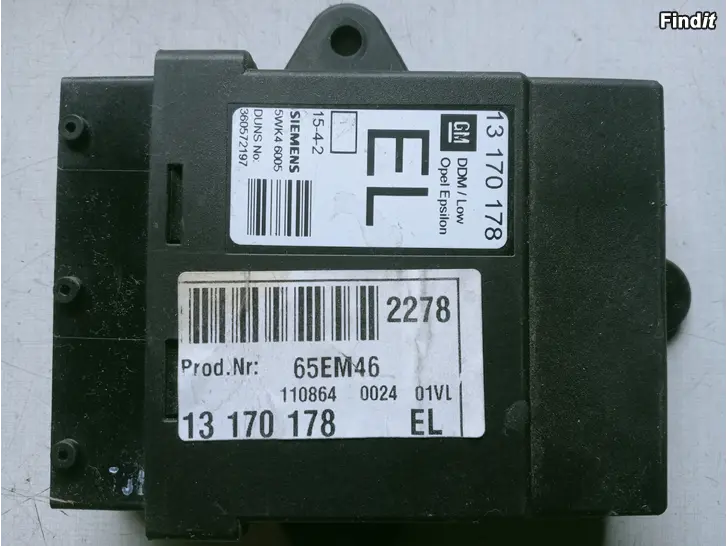 Findit
13 170 178
GM
DDM / Low
Opel Epsilon
EL
15-4-2
SIEMENS
5WK4 6005
DUNS No.
360572197
2278
Prod.Nr: 65EM46
110864 0024 01VL
13 170 178 EL